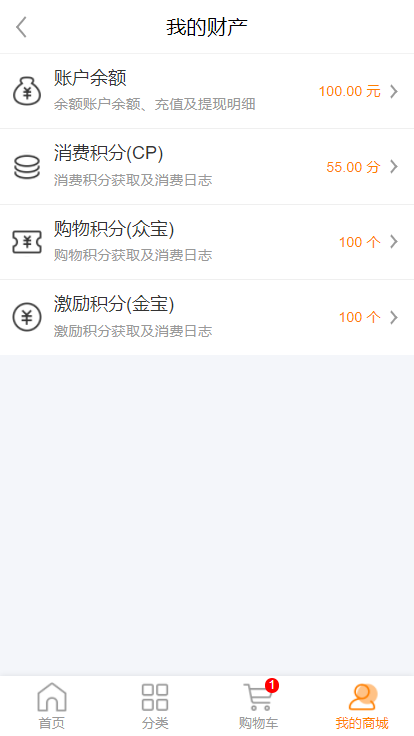 我的财产
账户余额
余额账户余额、充值及提现明细
100.00 元
消费积分(CP)
消费积分获取及消费日志
55.00 分
购物积分(众宝)
购物积分获取及消费日志
100 个
激励积分(金宝)
激励积分获取及消费日志
100 个
1
首页
分类
购物车
我的商城